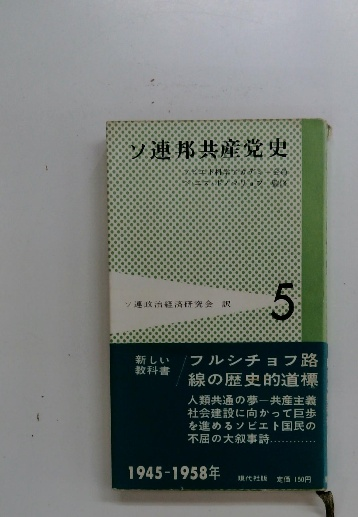 ソ連邦共産党史
ソ連政治経済研究会 訳
5
新しい
教科書
フルシチョフ路
線の歴史的道標
人類共通の夢―共産主義
社会建設に向かって巨歩
を進めるソビエト国民の
不屈の大叙事詩…………
1945-1958年
現代社版 定価 150円